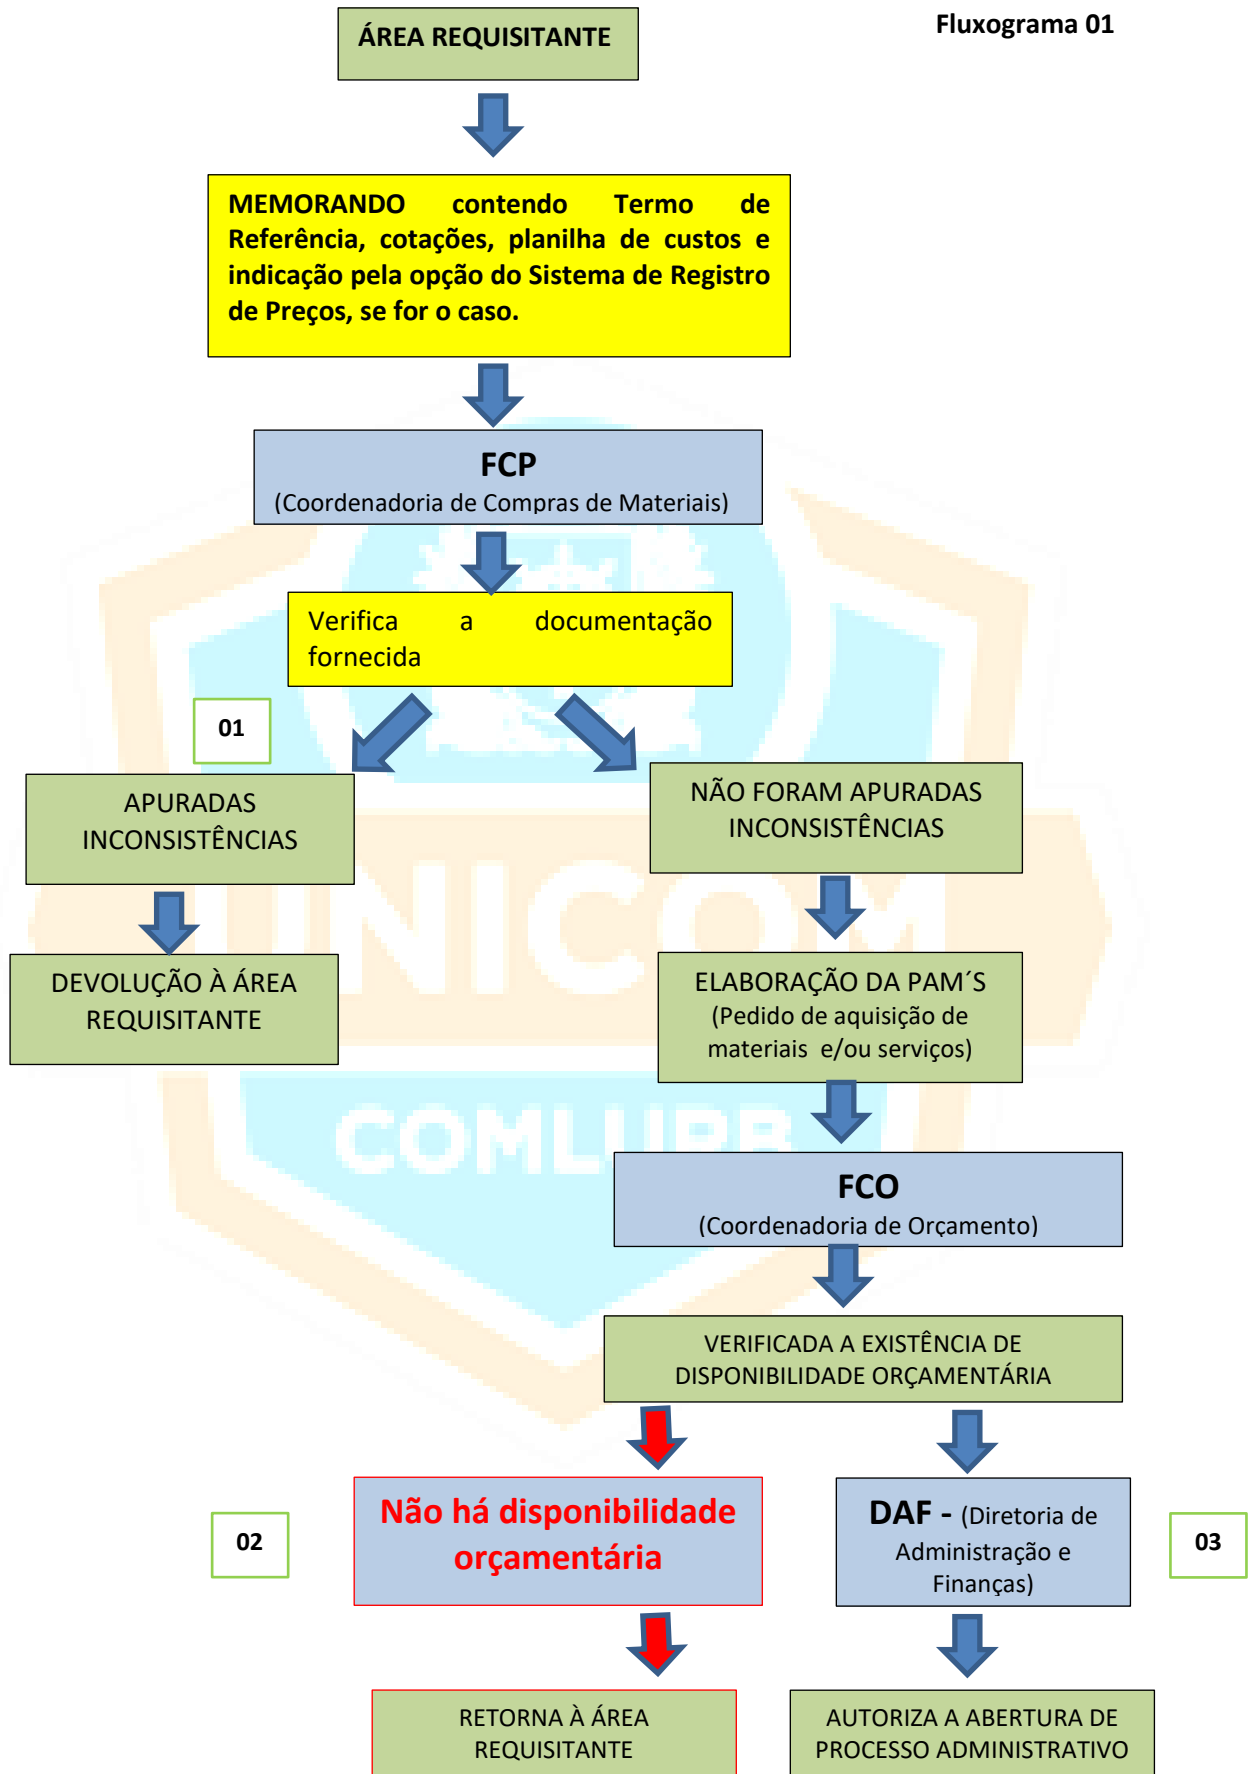 Fluxograma 01
ÁREA REQUISITANTE
MEMORANDO contendo Termo de
Referência, cotações, planilha de custos e
indicação pela opção do Sistema de Registro
de Preços, se for o caso.
FCP
(Coordenadoria de Compras de Materiais)
Verifica a documentação
fornecida
01
APURADAS
INCONSISTÊNCIAS
NÃO FORAM APURADAS
INCONSISTÊNCIAS
DEVOLUÇÃO À ÁREA
REQUISITANTE
ELABORAÇÃO DA PAM´S
(Pedido de aquisição de
materiais e/ou serviços)
UNICOM
COMLURB
FCO
(Coordenadoria de Orçamento)
VERIFICADA A EXISTÊNCIA DE
DISPONIBILIDADE ORÇAMENTÁRIA
02
Não há disponibilidade
orçamentária
DAF - (Diretoria de
Administração e
Finanças)
03
RETORNA À ÁREA
REQUISITANTE
AUTORIZA A ABERTURA DE
PROCESSO ADMINISTRATIVO